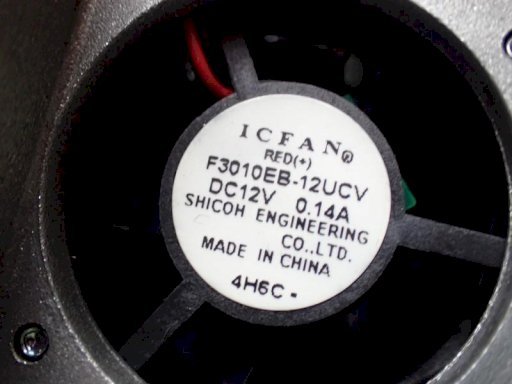 ICFAN®
RED(+)
F3010EB-12UCV
DC12V 0.14A
SHICOH ENGINEERING
CO.,LTD.
MADE IN CHINA
4H6C -